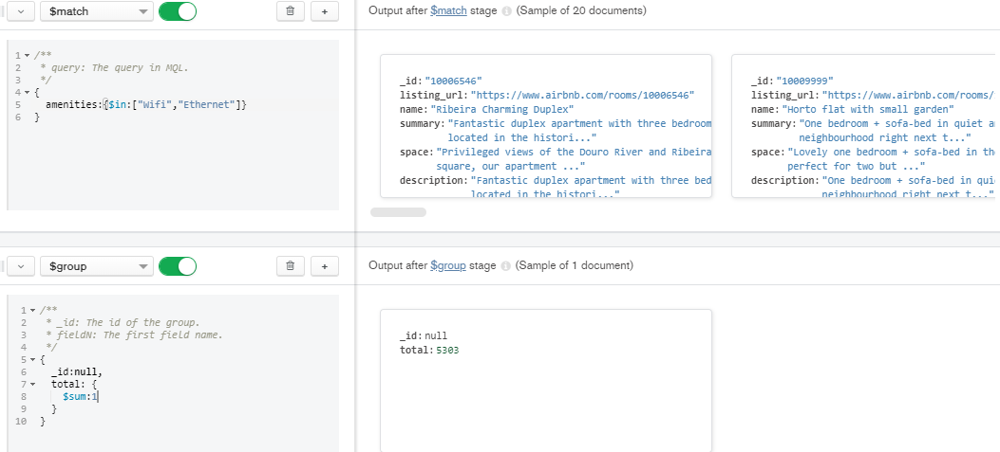 $match
+
Output after $match stage (Sample of 20 documents)
1 /**
2 * query: The query in MQL.
3 */
4 {
5 amenities:{$in:["Wifi","Ethernet"]}
6 }
_id: "10006546"
listing_url: "https://www.airbnb.com/rooms/10006546"
name: "Ribeira Charming Duplex"
summary: "Fantastic duplex apartment with three bedroom
located in the histori..."
space: "Privileged views of the Douro River and Ribeira
square, our apartment ..."
description: "Fantastic duplex apartment with three bed
located in the histori..."
_id: "10009999"
listing_url: "https://www.airbnb.com/rooms/
name: "Horto flat with small garden"
summary: "One bedroom + sofa-bed in quiet a
neighbourhood right next t..."
space: "Lovely one bedroom + sofa-bed in th
perfect for two but ..."
description: "One bedroom + sofa-bed in qui
neighbourhood right next t..."
$group
+
Output after $group stage (Sample of 1 document)
1 /**
2 * _id: The id of the group.
3 * fieldN: The first field name.
4 */
5 {
6 _id:null,
7 total: {
8 $sum:1
9 }
10 }
_id: null
total: 5303